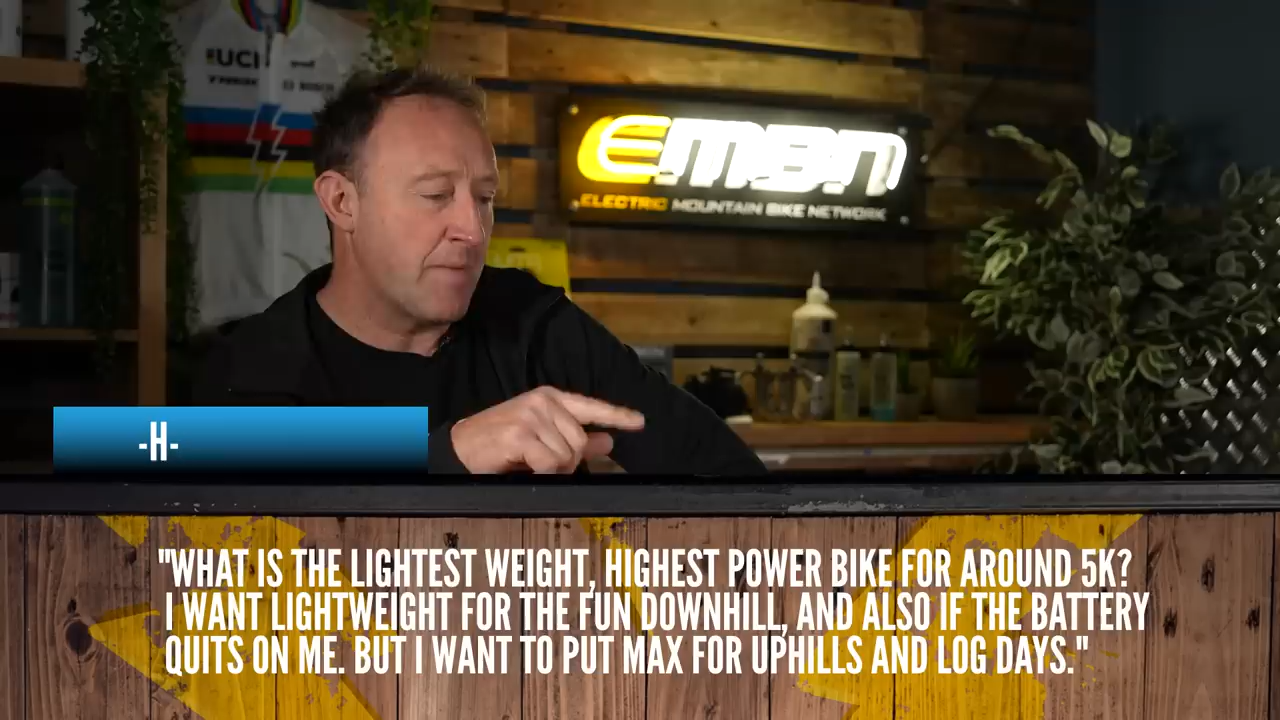 UCI
BOSCH
EMBN
ELECTRIC MOUNTAIN BIKE NETWORK
-H-
"WHAT IS THE LIGHTEST WEIGHT, HIGHEST POWER BIKE FOR AROUND 5K?
I WANT LIGHTWEIGHT FOR THE FUN DOWNHILL, AND ALSO IF THE BATTERY
QUITS ON ME. BUT I WANT TO PUT MAX FOR UPHILLS AND LOG DAYS."